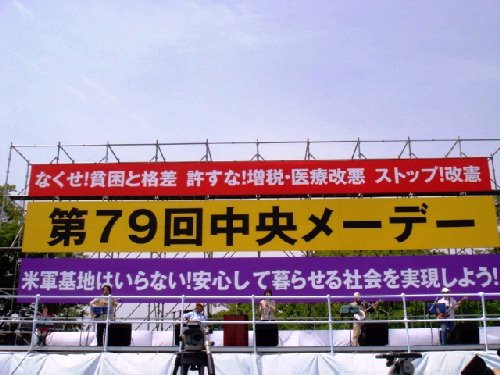 なくせ!貧困と格差 許すな!増税・医療改悪 ストップ!改憲
第79回中央メーデー
米軍基地はいらない!安心して暮らせる社会を実現しよう!